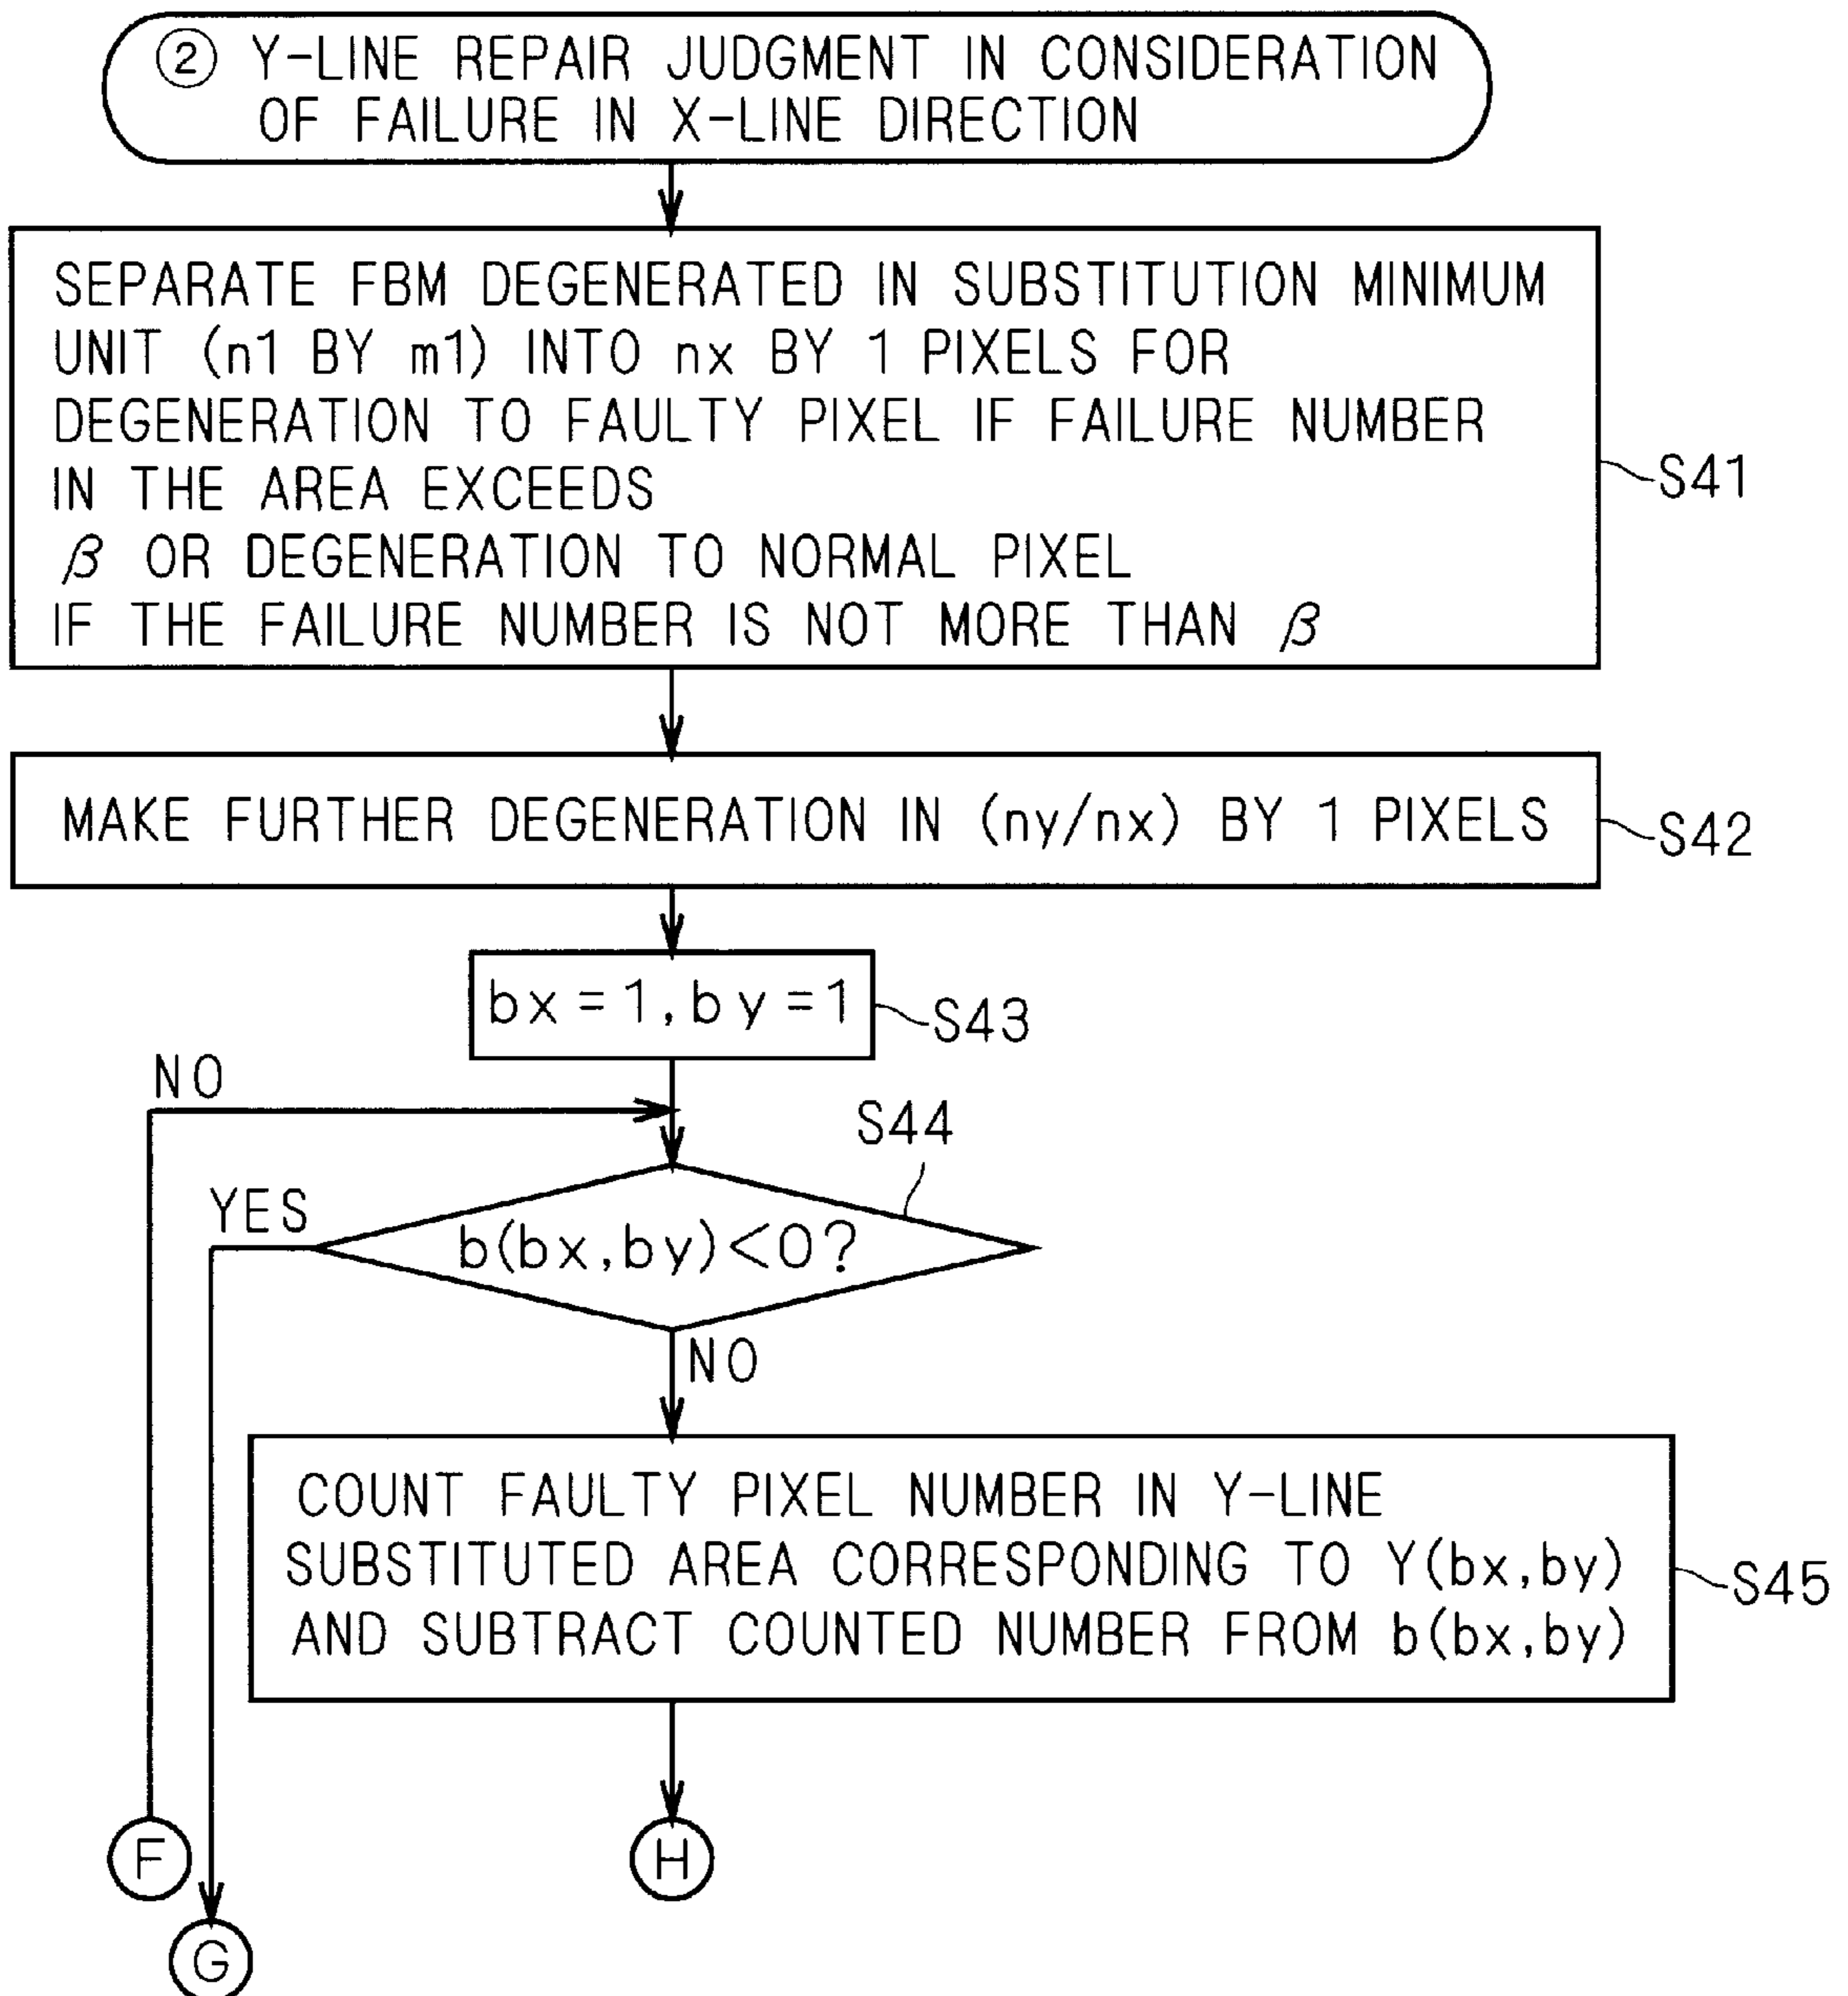 ② Y-LINE REPAIR JUDGMENT IN CONSIDERATION
OF FAILURE IN X-LINE DIRECTION
SEPARATE FBM DEGENERATED IN SUBSTITUTION MINIMUM
UNIT (n1 BY m1) INTO nx BY 1 PIXELS FOR
DEGENERATION TO FAULTY PIXEL IF FAILURE NUMBER
IN THE AREA EXCEEDS
β OR DEGENERATION TO NORMAL PIXEL
IF THE FAILURE NUMBER IS NOT MORE THAN β
S41
MAKE FURTHER DEGENERATION IN (ny/nx) BY 1 PIXELS
S42
bx=1,by=1
S43
NO
S44
YES
b(bx,by)<0?
NO
COUNT FAULTY PIXEL NUMBER IN Y-LINE
SUBSTITUTED AREA CORRESPONDING TO Y(bx,by)
AND SUBTRACT COUNTED NUMBER FROM b(bx,by)
S45
F
H
G